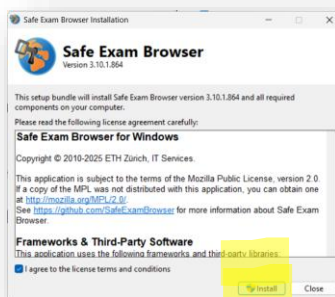 Safe Exam Browser Installation
Safe Exam Browser
Version 3.10.1.864
This setup bundle will install Safe Exam Browser version 3.10.1.864 and all required
components on your computer.
Please read the following license agreement carefully:
Safe Exam Browser for Windows
Copyright © 2010-2025 ETH Zürich, IT Services.
This application is subject to the terms of the Mozilla Public License, version 2.0.
If a copy of the MPL was not distributed with this application, you can obtain one
at http://mozilla.org/MPL/2.0/.
See https://github.com/SafeExamBrowser for more information about Safe Exam
Browser.
Frameworks & Third-Party Software
This application uses the following frameworks and third-party libraries:
I agree to the license terms and conditions
Install
Close